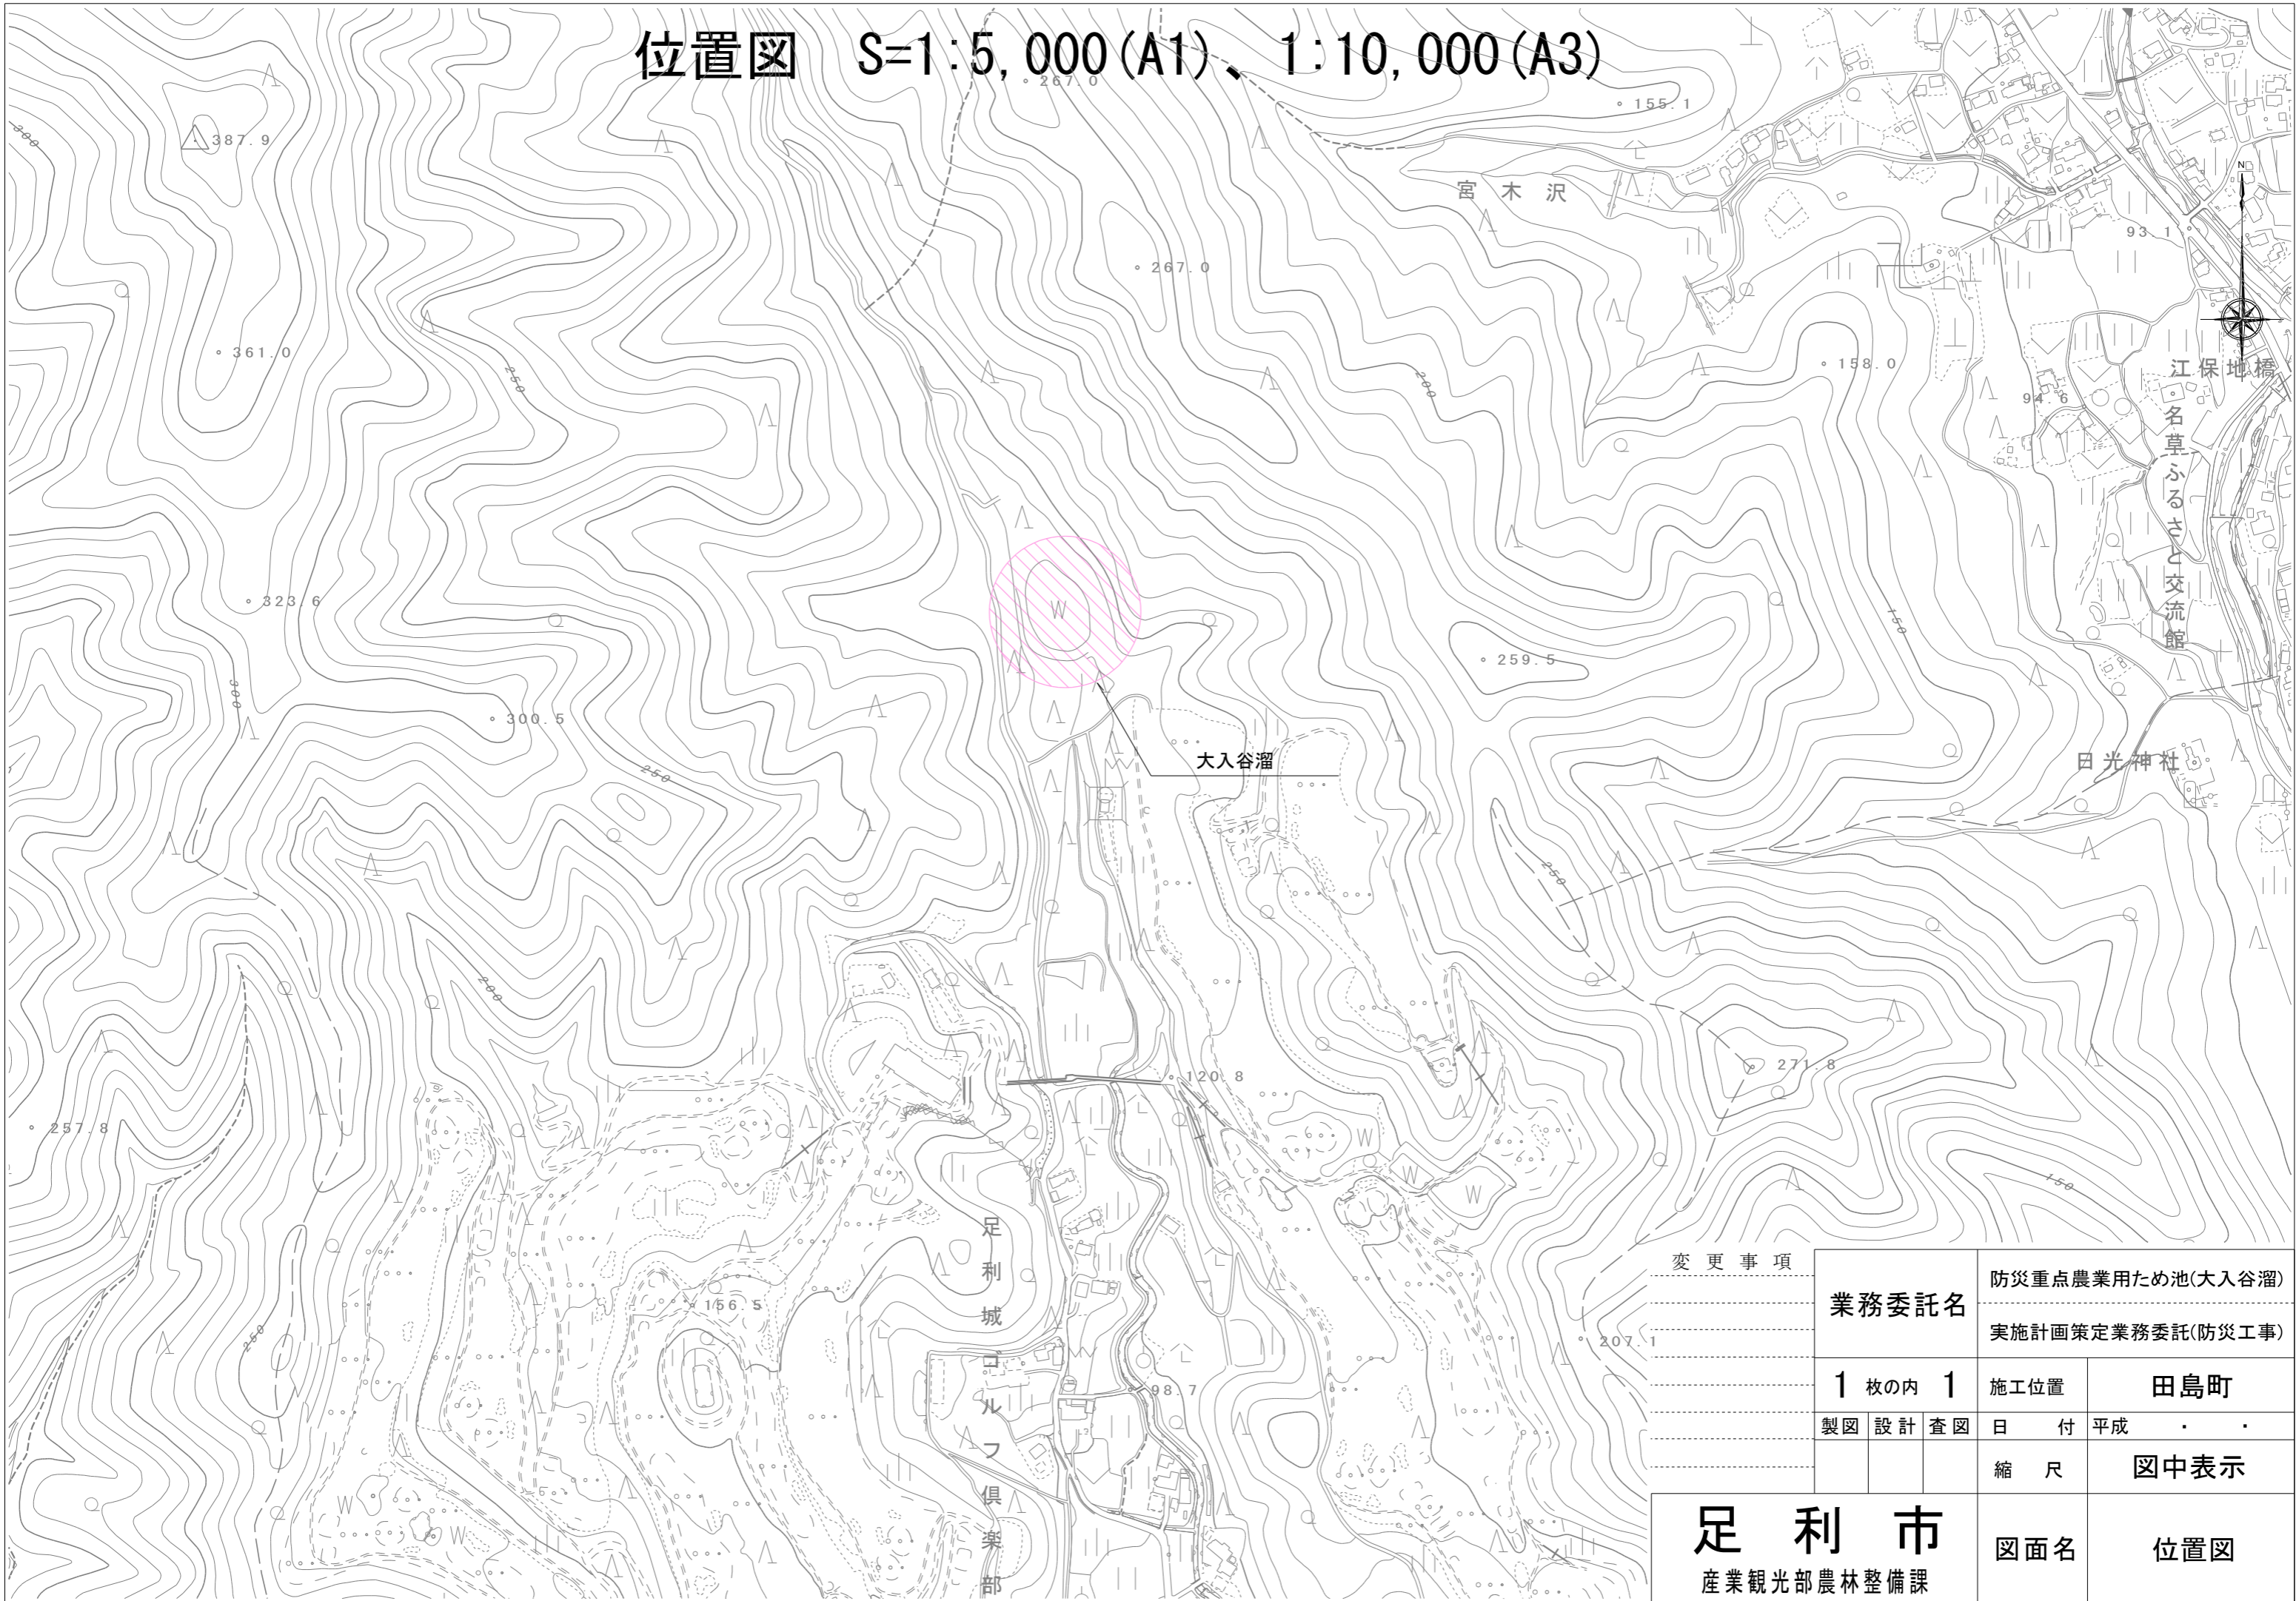 位置図 S=1:5,000(A1)、1:10,000(A3)
267.0
155.1
387.9
300
宮木沢
93.1
N
267.0
361.0
250
200
158.0
江保地橋
94.6
名草ふるさと交流館
323.6
W
150
259.5
300
300.5
250
大入谷溜
日光神社
250
200
120.8
271.8
257.8
W
W
W
150
足利城ゴルフ倶楽部
156.5
207.1
98.7
W
W
変更事項
業務委託名
防災重点農業用ため池(大入谷溜)
実施計画策定業務委託(防災工事)
1 枚の内 1
施工位置 田島町
製図 設計 査図
日付 平成 ・ ・
縮尺 図中表示
足利市
産業観光部農林整備課
図面名 位置図